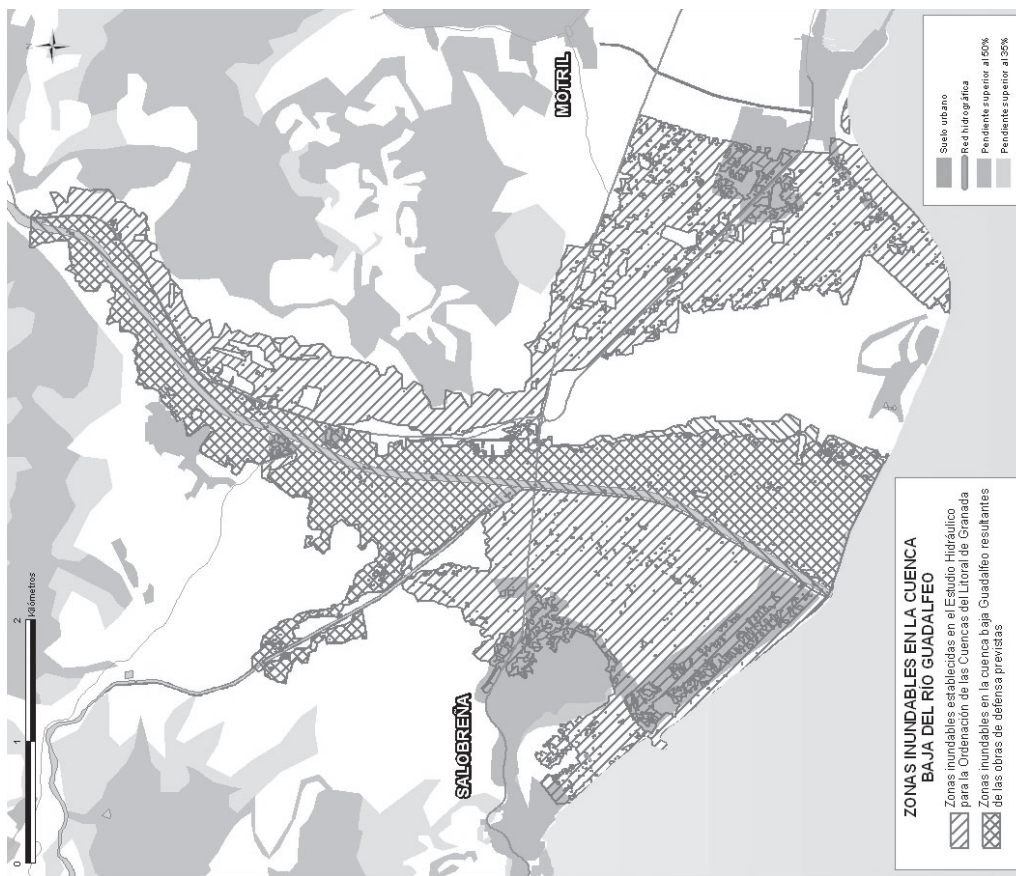 ZONAS INUNDABLES EN LA CUENCA
BAJA DEL RÍO GUADALFEO
Zonas inundables establecidas en el Estudio Hidráulico
para la Ordenación de las Cuencas del Litoral de Granada
Zonas inundables en la cuenca baja Guadalfeo resultantes
de las obras de defensa previstas
SALOBREÑA
MOTRIL
0 1 2
Kilómetros
Suelo urbano
Red hidrográfica
Pendiente superior al 50%
Pendiente superior al 35%